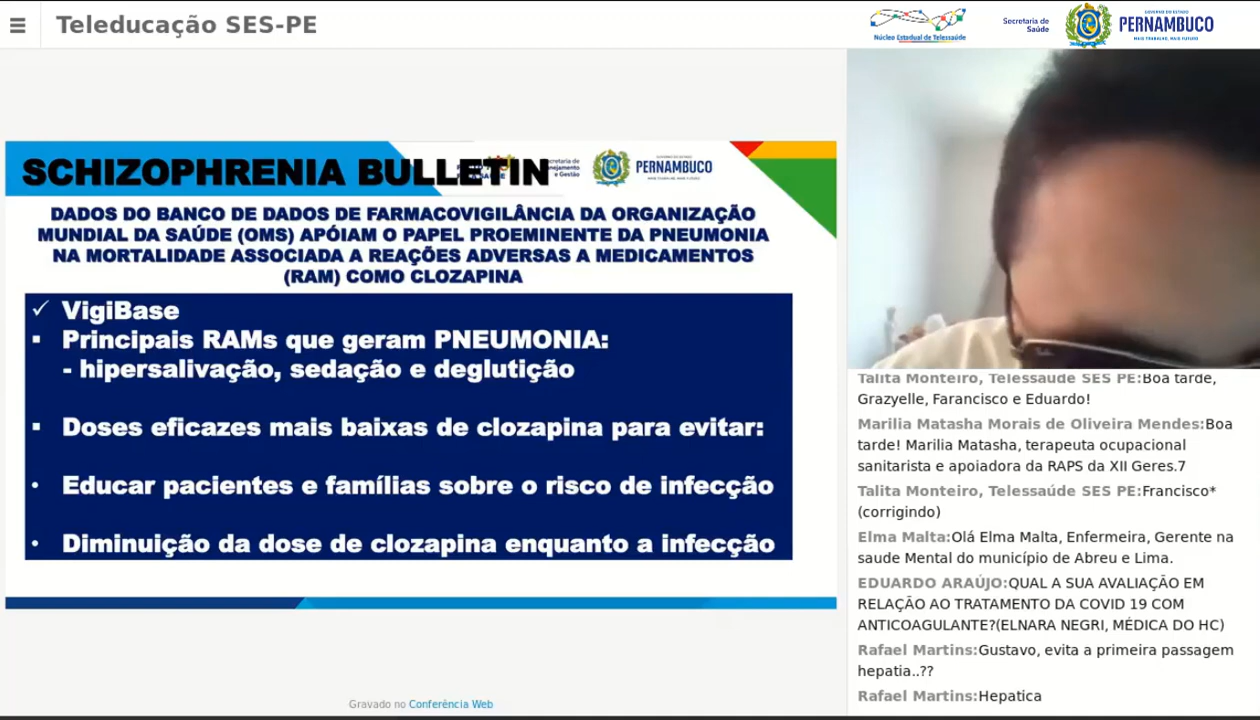 Teleducação SES-PE
Núcleo Estadual de Telessaúde
Secretaria de
Saúde
GOVERNO DO ESTADO
PERNAMBUCO
MAIS TRABALHO, MAIS FUTURO
SCHIZOPHRENIA BULLETIN
PERNAMBUCO
DADOS DO BANCO DE DADOS DE FARMACOVIGILÂNCIA DA ORGANIZAÇÃO
MUNDIAL DA SAÚDE (OMS) APÓIAM O PAPEL PROEMINENTE DA PNEUMONIA
NA MORTALIDADE ASSOCIADA A REAÇÕES ADVERSAS A MEDICAMENTOS
(RAM) COMO CLOZAPINA
✓ VigiBase
▪ Principais RAMs que geram PNEUMONIA:
- hipersalivação, sedação e deglutição
▪ Doses eficazes mais baixas de clozapina para evitar:
• Educar pacientes e famílias sobre o risco de infecção
• Diminuição da dose de clozapina enquanto a infecção
Gravado no Conferência Web
Talita Monteiro, Telessaúde SES PE:Boa tarde,
Grazyelle, Farancisco e Eduardo!
Marilia Matasha Morais de Oliveira Mendes:Boa
tarde! Marilia Matasha, terapeuta ocupacional
sanitarista e apoiadora da RAPS da XII Geres.7
Talita Monteiro, Telessaúde SES PE:Francisco*
(corrigindo)
Elma Malta:Olá Elma Malta, Enfermeira, Gerente na
saude Mental do município de Abreu e Lima.
EDUARDO ARAÚJO:QUAL A SUA AVALIAÇÃO EM
RELAÇÃO AO TRATAMENTO DA COVID 19 COM
ANTICOAGULANTE?(ELNARA NEGRI, MÉDICA DO HC)
Rafael Martins:Gustavo, evita a primeira passagem
hepatia..??
Rafael Martins:Hepatica